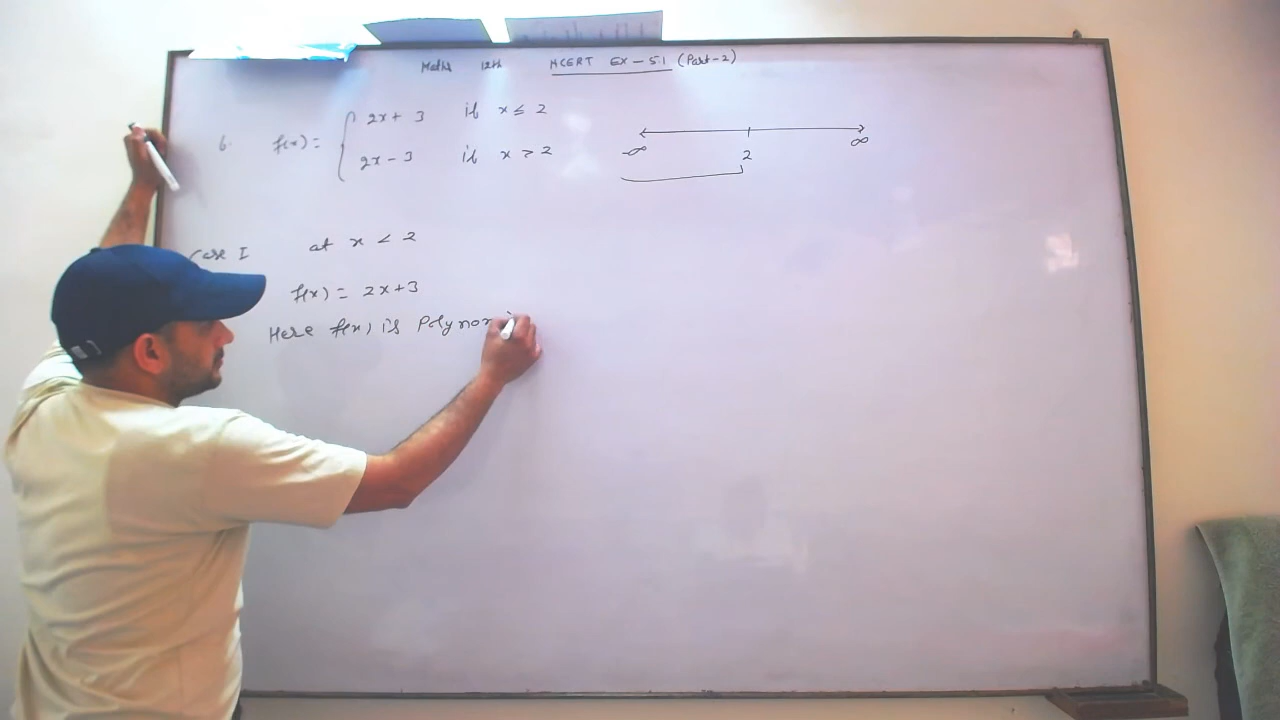 Maths 12th NCERT EX-5.1 (Part-2)
6. f(x) = { 2x + 3 if x ≤ 2
2x - 3 if x > 2
-∞ 2 ∞
Case I at x < 2
f(x) = 2x+3
Here f(x) is Polynomi